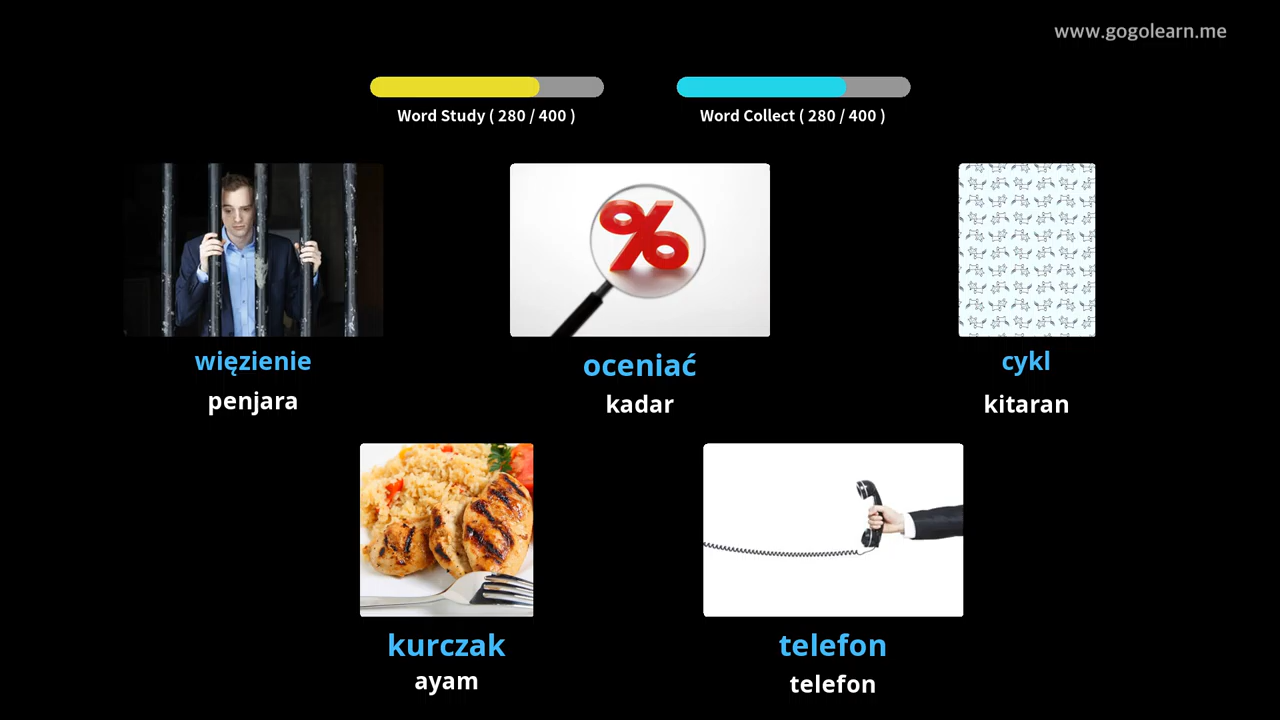 www.gogolearn.me
Word Study ( 280 / 400 )
Word Collect ( 280 / 400 )
więzienie
penjara
oceniać
kadar
cykl
kitaran
kurczak
ayam
telefon
telefon